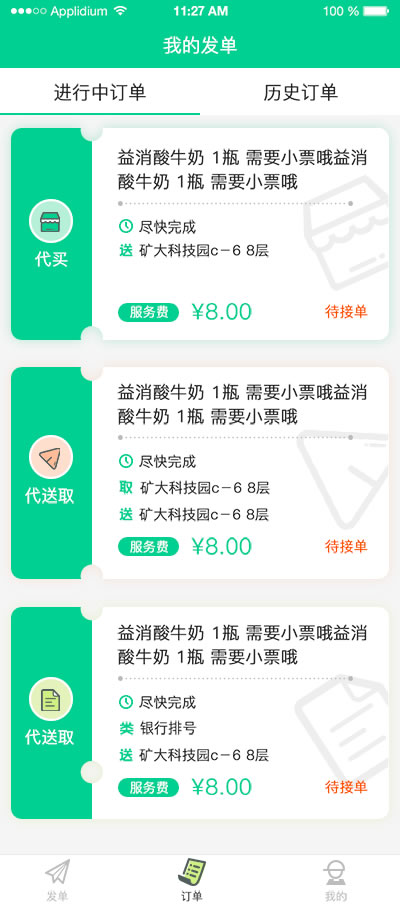 Applidium 11:27 AM 100 %
我的发单
进行中订单 历史订单
益消酸牛奶 1瓶 需要小票哦益消
酸牛奶 1瓶 需要小票哦
尽快完成
代买
送 矿大科技园c－6 8层
服务费 ¥8.00 待接单
益消酸牛奶 1瓶 需要小票哦益消
酸牛奶 1瓶 需要小票哦
尽快完成
取 矿大科技园c－6 8层
代送取
送 矿大科技园c－6 8层
服务费 ¥8.00 待接单
益消酸牛奶 1瓶 需要小票哦益消
酸牛奶 1瓶 需要小票哦
尽快完成
类 银行排号
代送取
送 矿大科技园c－6 8层
服务费 ¥8.00 待接单
发单 订单 我的